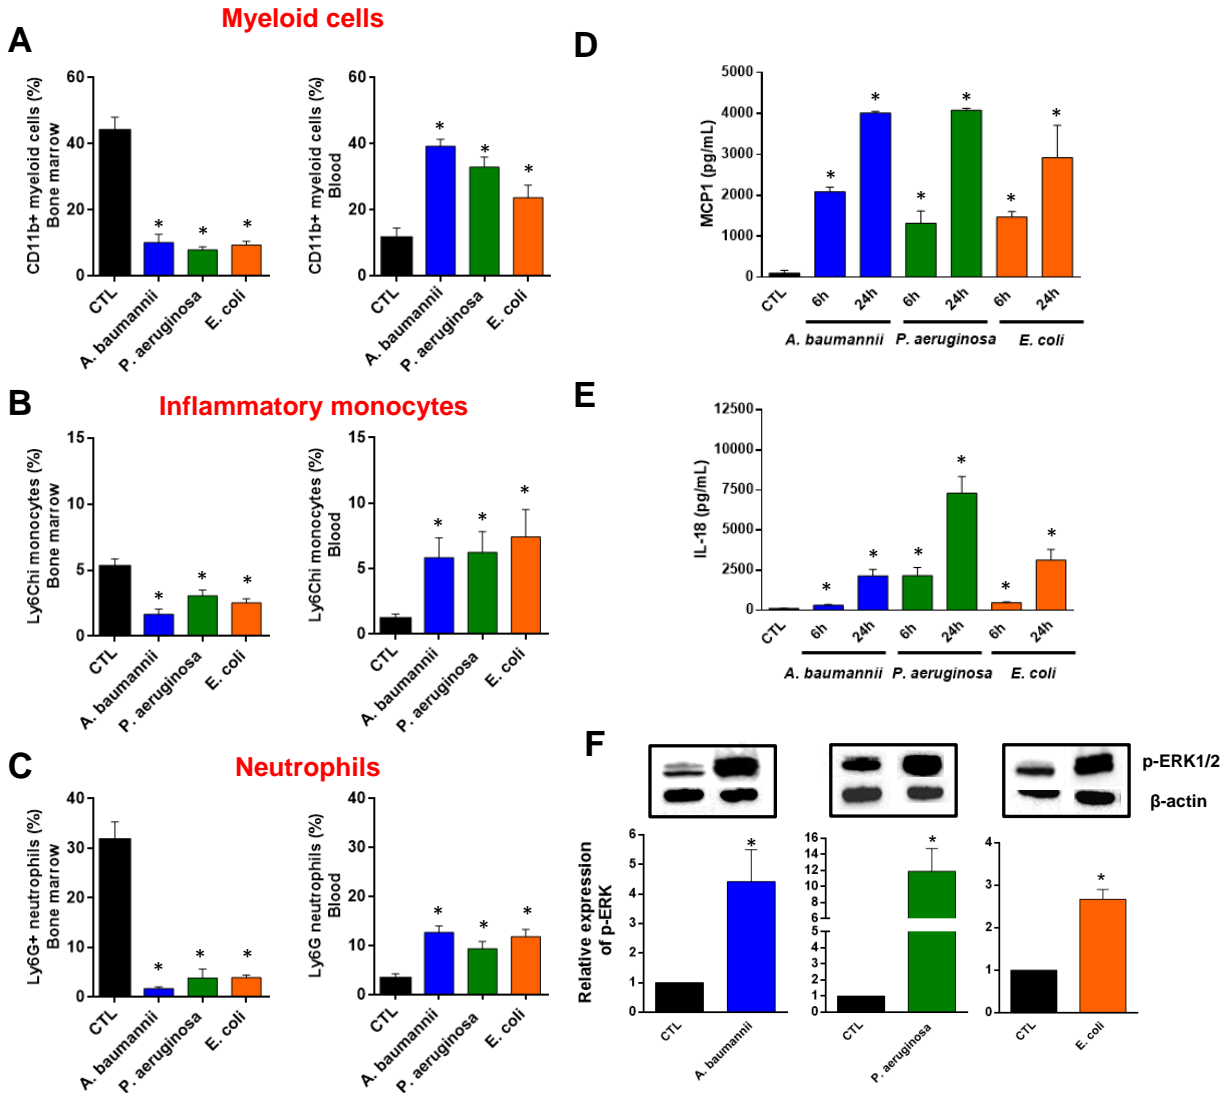 Myeloid cells
A
CD11b+ myeloid cells (%)
Bone marrow
60
40
20
0
CTL
A. baumannii
P. aeruginosa
E. coli
* * *
CD11b+ myeloid cells (%)
Blood
60
40
20
0
CTL
A. baumannii
P. aeruginosa
E. coli
* * *
B
Inflammatory monocytes
Ly6Chi monocytes (%)
Bone marrow
15
10
5
0
CTL
A. baumannii
P. aeruginosa
E. coli
* * *
Ly6Chi monocytes (%)
Blood
15
10
5
0
CTL
A. baumannii
P. aeruginosa
E. coli
* * *
C
Neutrophils
Ly6G+ neutrophils (%)
Bone marrow
40
30
20
10
0
CTL
A. baumannii
P. aeruginosa
E. coli
* * *
Ly6G neutrophils (%)
Blood
40
30
20
10
0
CTL
A. baumannii
P. aeruginosa
E. coli
* * *
D
MCP1 (pg/mL)
5000
4000
3000
2000
1000
0
* * * * * *
CTL 6h 24h 6h 24h 6h 24h
A. baumannii P. aeruginosa E. coli
E
IL-18 (pg/mL)
12500
10000
7500
5000
2500
0
* * * * * *
CTL 6h 24h 6h 24h 6h 24h
A. baumannii P. aeruginosa E. coli
F
p-ERK1/2
β-actin
Relative expression
of p-ERK
6
5
4
3
2
1
0
*
CTL
A. baumannii
16
14
12
10
8
6
5
4
3
2
1
0
*
CTL
P. aeruginosa
4
3
2
1
0
*
CTL
E. coli